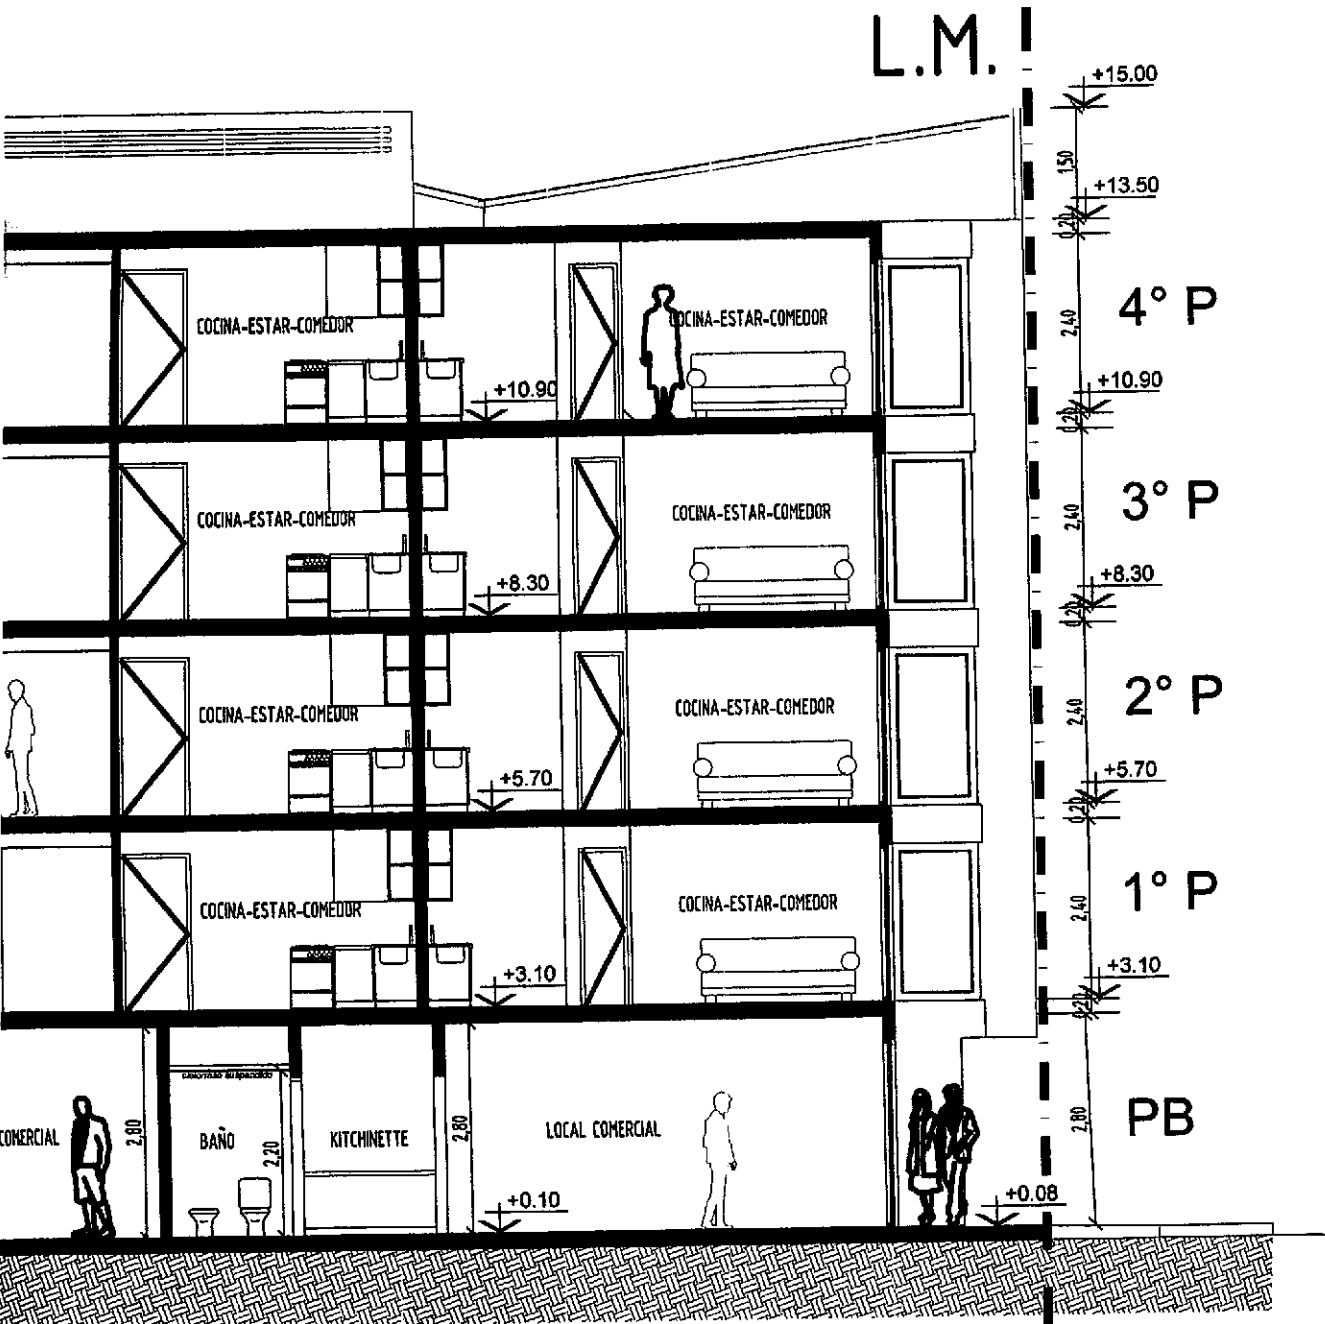 L.M.
+15.00
1,50
+13.50
0,20
4° P
COCINA-ESTAR-COMEDOR
COCINA-ESTAR-COMEDOR
2,40
+10.90
+10.90
0,20
3° P
COCINA-ESTAR-COMEDOR
COCINA-ESTAR-COMEDOR
2,40
+8.30
+8.30
0,20
2° P
COCINA-ESTAR-COMEDOR
COCINA-ESTAR-COMEDOR
2,40
+5.70
+5.70
0,20
1° P
COCINA-ESTAR-COMEDOR
COCINA-ESTAR-COMEDOR
2,40
+3.10
+3.10
0,20
COMERCIAL
2,80
BAÑO
2,20
KITCHINETTE
2,80
LOCAL COMERCIAL
2,80
PB
+0.10
+0.08